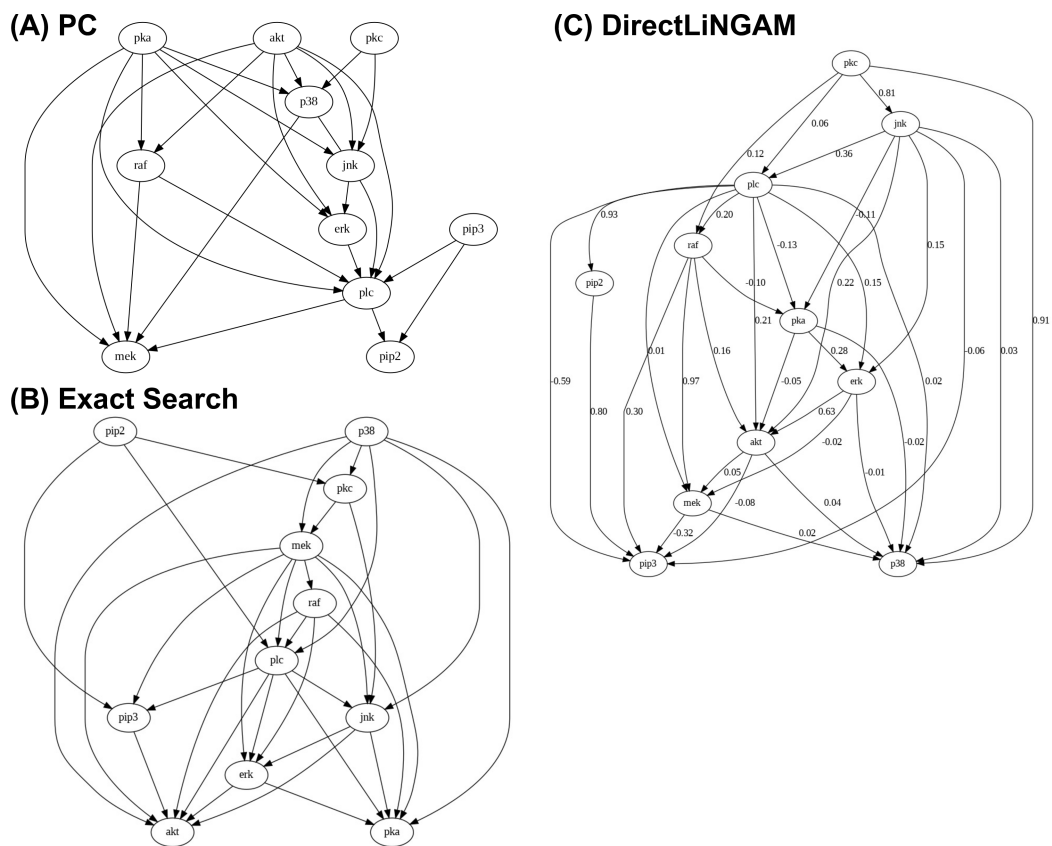 (A) PC
pka
akt
pkc
p38
raf
jnk
erk
pip3
plc
mek
pip2
(B) Exact Search
pip2
p38
pkc
mek
raf
plc
pip3
jnk
erk
akt
pka
(C) DirectLiNGAM
pkc
0.81
0.06
jnk
0.12
0.36
plc
0.93
0.20
-0.11
raf
-0.13
0.15
pip2
-0.10
0.22
0.15
pka
0.21
0.91
0.01
0.16
0.28
-0.06
0.03
-0.59
0.97
-0.05
erk
0.02
0.80
0.30
0.63
akt
-0.02
-0.02
0.05
-0.01
mek
-0.08
0.04
-0.32
0.02
pip3
p38